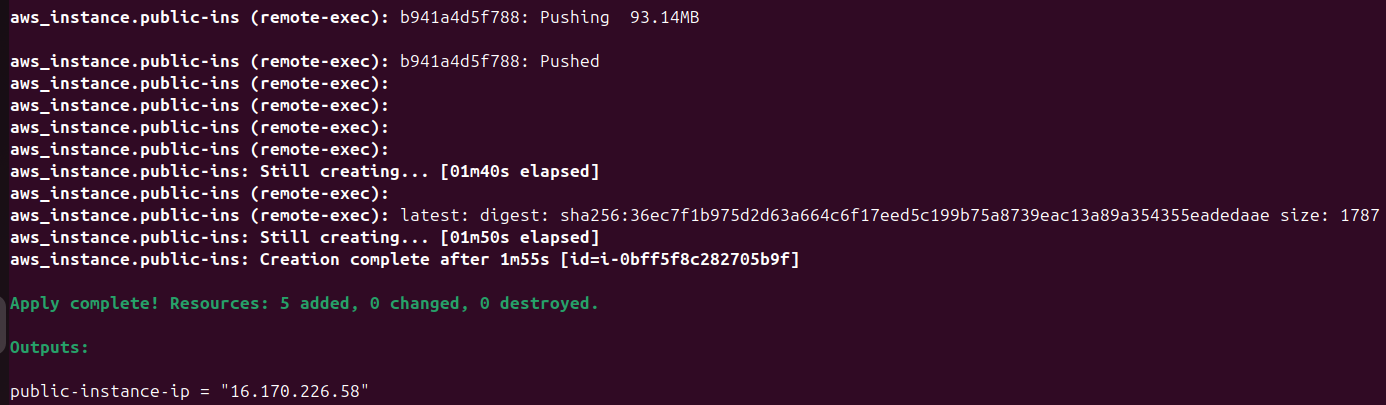 aws_instance.public-ins (remote-exec): b941a4d5f788: Pushing  93.14MB
aws_instance.public-ins (remote-exec): b941a4d5f788: Pushed
aws_instance.public-ins (remote-exec):
aws_instance.public-ins (remote-exec):
aws_instance.public-ins (remote-exec):
aws_instance.public-ins (remote-exec):
aws_instance.public-ins: Still creating... [01m40s elapsed]
aws_instance.public-ins (remote-exec):
aws_instance.public-ins (remote-exec): latest: digest: sha256:36ec7f1b975d2d63a664c6f17eed5c199b75a8739eac13a89a354355eadedaae size: 1787
aws_instance.public-ins: Still creating... [01m50s elapsed]
aws_instance.public-ins: Creation complete after 1m55s [id=i-0bff5f8c282705b9f]
Apply complete! Resources: 5 added, 0 changed, 0 destroyed.
Outputs:
public-instance-ip = "16.170.226.58"